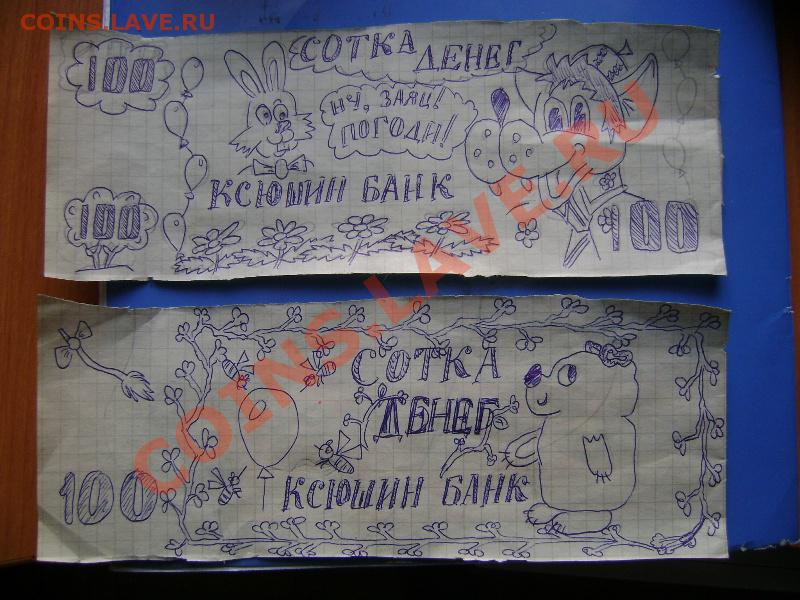 COINS.LAVE.RU
100
СОТКА ДЕНЕГ
НУ, ЗАЯЦ!
ПОГОДИ!
КСЮШИН БАНК
100
100
СОТКА
ДЕНЕГ
100
КСЮШИН БАНК
COINS.LAVE.RU